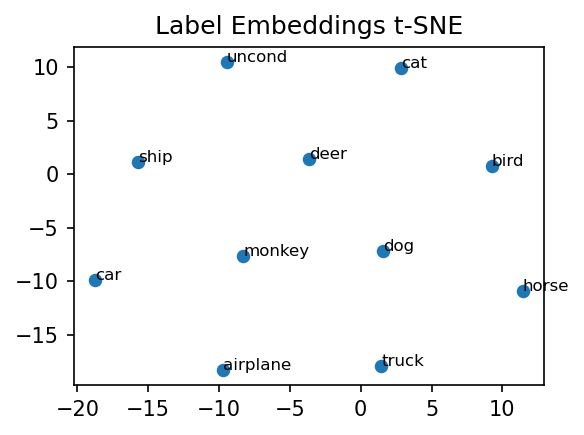 Label Embeddings t-SNE
10
5
0
−5
−10
−15
uncond
cat
ship
deer
bird
monkey
dog
car
horse
airplane
truck
−20
−15
−10
−5
0
5
10